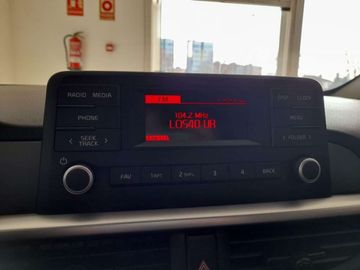 FM
RADIO MEDIA
DISP CLOCK
104.2 MHz
LOS40 UR
PHONE
MENU
SEEK
TRACK
FOLDER
FAV
1 RPT
2 SHFL
3
4
BACK